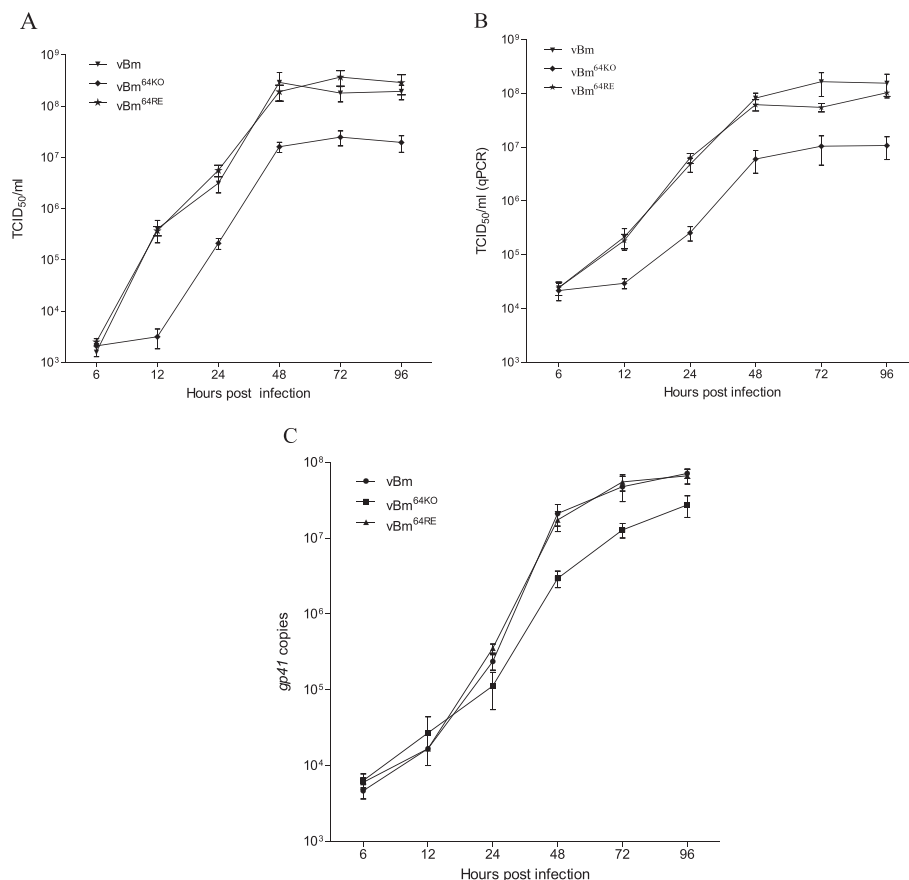 A
10⁹
10⁸
10⁷
10⁶
10⁵
10⁴
10³
TCID₅₀/ml
vBm
vBm⁶⁴ᴷᴼ
vBm⁶⁴ᴿᴱ
6 12 24 48 72 96
Hours post infection
B
10⁹
10⁸
10⁷
10⁶
10⁵
10⁴
10³
TCID₅₀/ml (qPCR)
vBm
vBm⁶⁴ᴷᴼ
vBm⁶⁴ᴿᴱ
6 12 24 48 72 96
Hours post infection
C
10⁸
10⁷
10⁶
10⁵
10⁴
10³
gp41 copies
vBm
vBm⁶⁴ᴷᴼ
vBm⁶⁴ᴿᴱ
6 12 24 48 72 96
Hours post infection